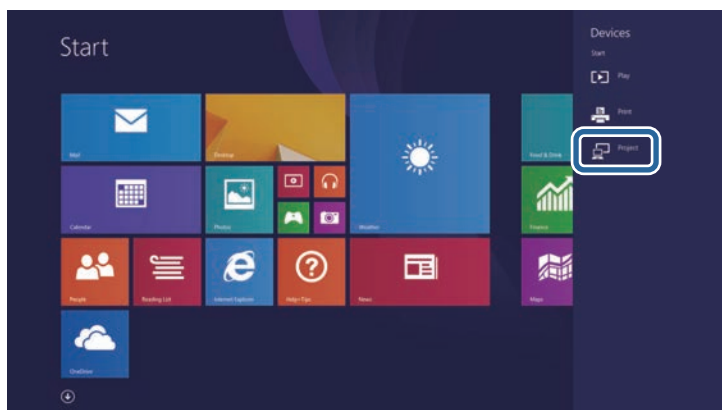 Start
Devices
Start
Play
Print
Project
Mail
Desktop
Weather
Food & Drink
Calendar
Photos
Finance
People
Reading List
Internet Explorer
Help+Tips
News
Maps
OneDrive